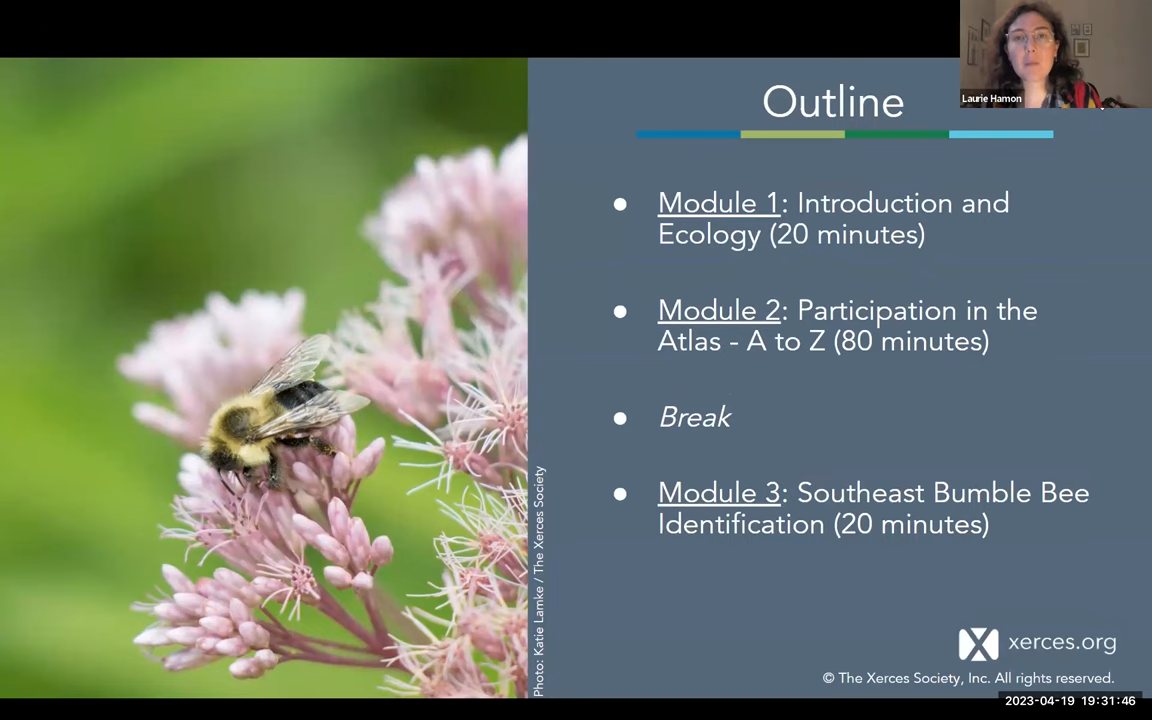 Laurie Hamon
Outline
● Module 1: Introduction and
Ecology (20 minutes)
● Module 2: Participation in the
Atlas - A to Z (80 minutes)
● Break
● Module 3: Southeast Bumble Bee
Identification (20 minutes)
Photo: Katie Lamke / The Xerces Society
xerces.org
© The Xerces Society, Inc. All rights reserved.
2023-04-19 19:31:46